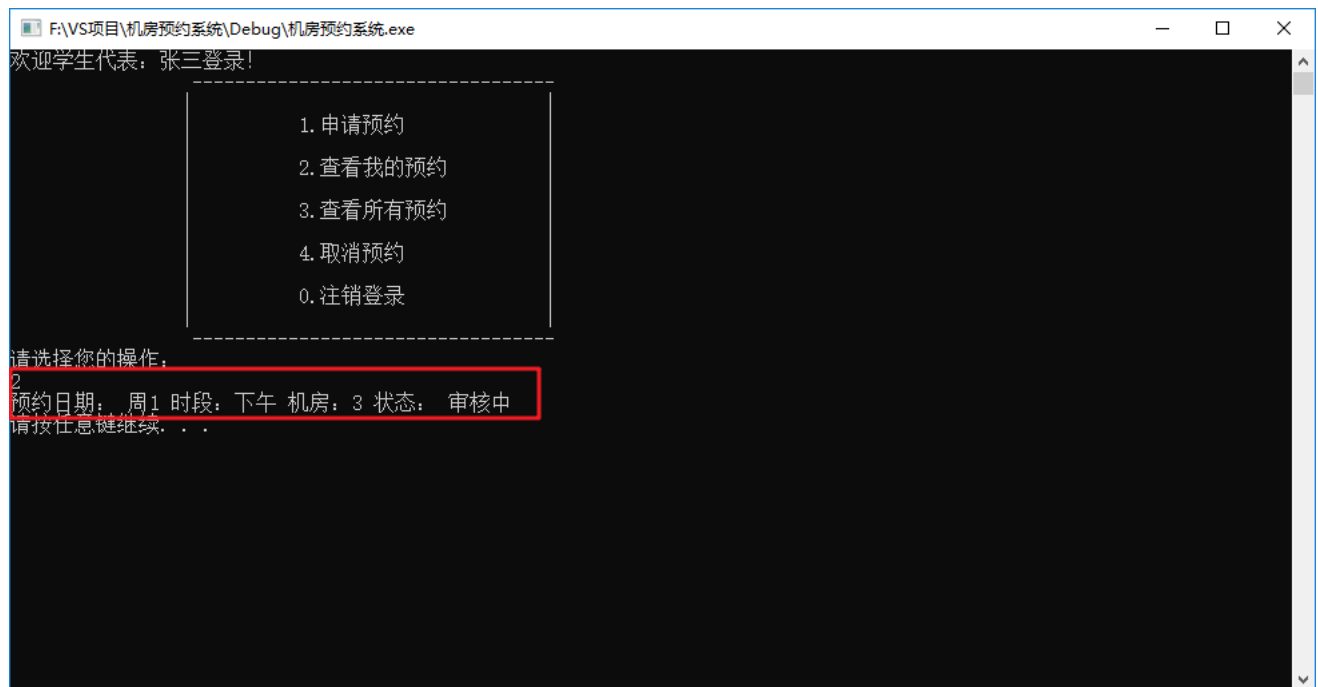 F:\VS项目\机房预约系统\Debug\机房预约系统.exe
欢迎学生代表：张三登录!
1.申请预约
2.查看我的预约
3.查看所有预约
4.取消预约
0.注销登录
请选择您的操作：
2
预约日期： 周1 时段：下午 机房：3 状态： 审核中
请按任意键继续. . .